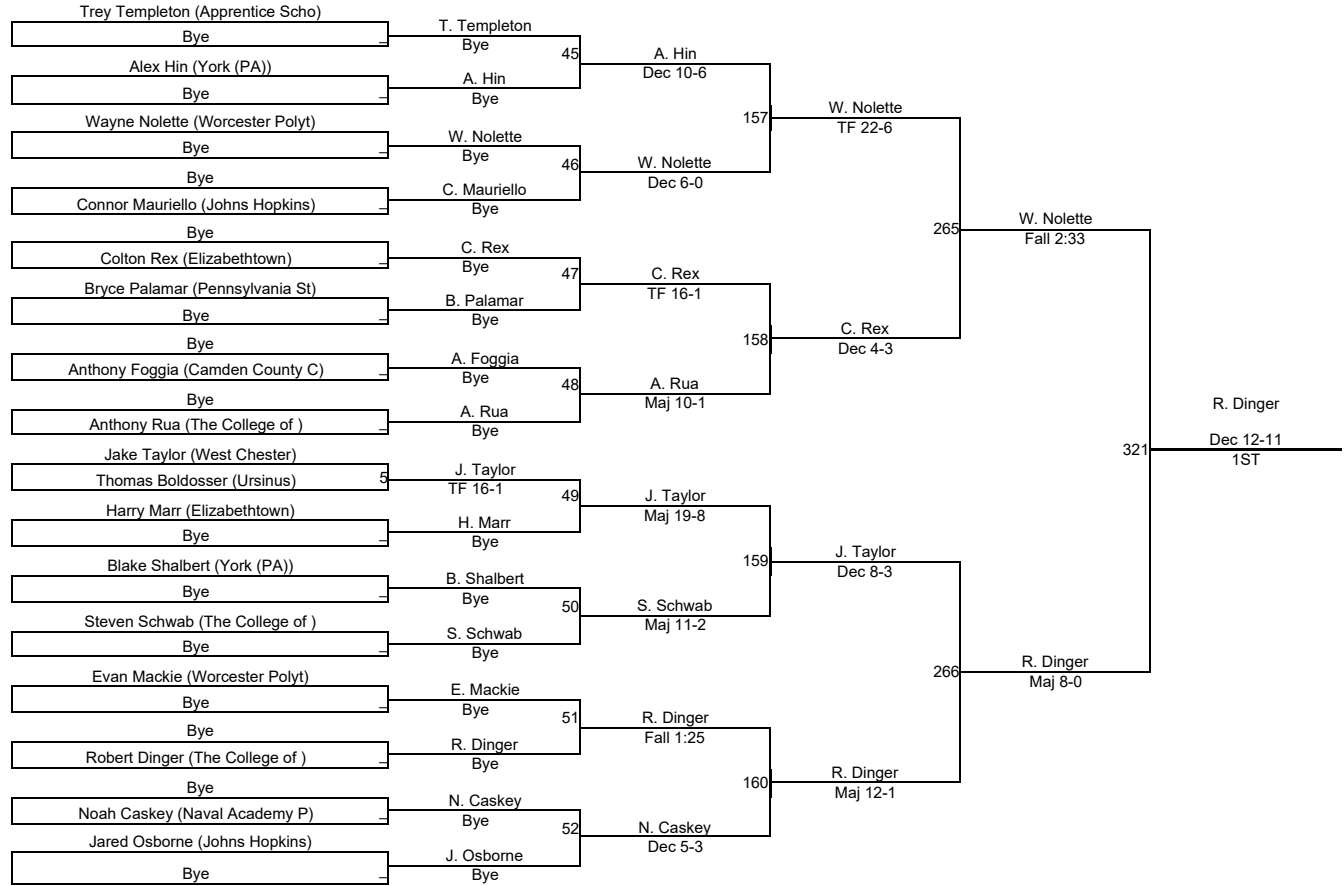 Trey Templeton (Apprentice Scho)
Bye
Alex Hin (York (PA))
Bye
Wayne Nolette (Worcester Polyt)
Bye
Bye
Connor Mauriello (Johns Hopkins)
Bye
Colton Rex (Elizabethtown)
Bryce Palamar (Pennsylvania St)
Bye
Bye
Anthony Foggia (Camden County C)
Bye
Anthony Rua (The College of )
Jake Taylor (West Chester)
Thomas Boldosser (Ursinus)
5
Harry Marr (Elizabethtown)
Bye
Blake Shalbert (York (PA))
Bye
Steven Schwab (The College of )
Bye
Evan Mackie (Worcester Polyt)
Bye
Bye
Robert Dinger (The College of )
Bye
Noah Caskey (Naval Academy P)
Jared Osborne (Johns Hopkins)
Bye
T. Templeton
Bye
45
A. Hin
Bye
W. Nolette
Bye
46
C. Mauriello
Bye
C. Rex
Bye
47
B. Palamar
Bye
A. Foggia
Bye
48
A. Rua
Bye
J. Taylor
TF 16-1
49
H. Marr
Bye
B. Shalbert
Bye
50
S. Schwab
Bye
E. Mackie
Bye
51
R. Dinger
Bye
N. Caskey
Bye
52
J. Osborne
Bye
A. Hin
Dec 10-6
157
W. Nolette
Dec 6-0
C. Rex
TF 16-1
158
A. Rua
Maj 10-1
J. Taylor
Maj 19-8
159
S. Schwab
Maj 11-2
R. Dinger
Fall 1:25
160
N. Caskey
Dec 5-3
W. Nolette
TF 22-6
265
C. Rex
Dec 4-3
J. Taylor
Dec 8-3
266
R. Dinger
Maj 12-1
W. Nolette
Fall 2:33
321
R. Dinger
Maj 8-0
R. Dinger
Dec 12-11
1ST